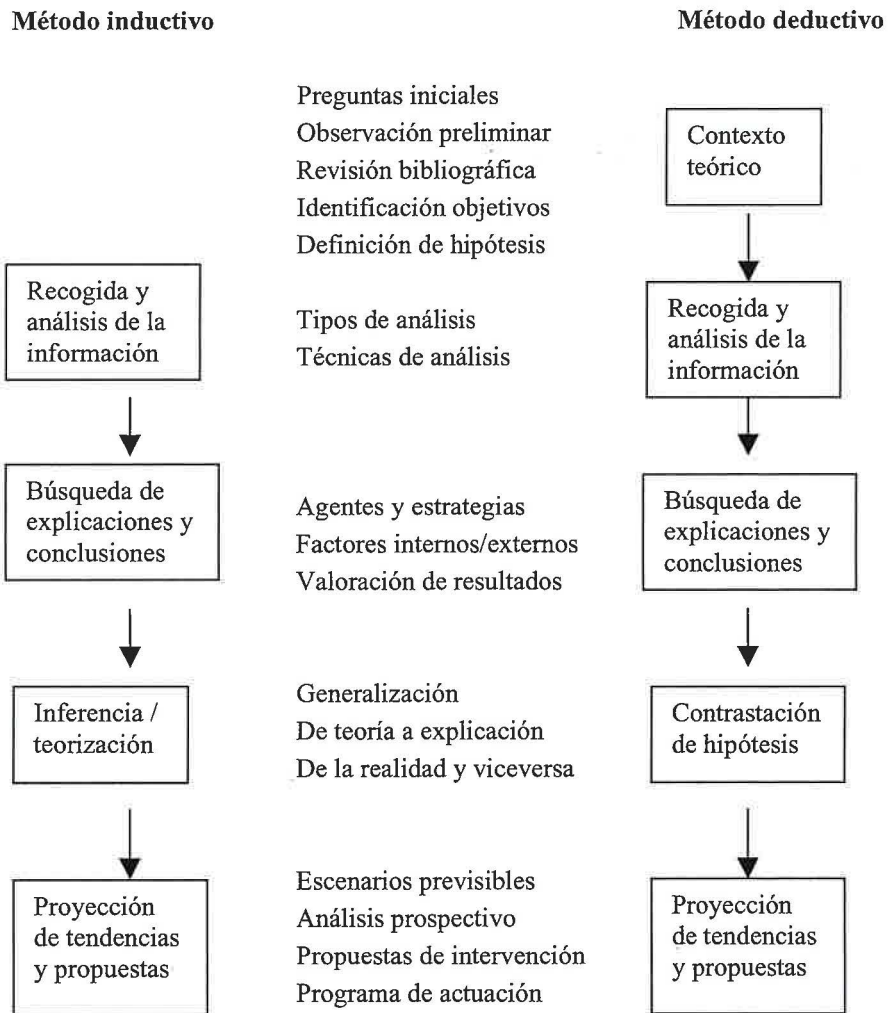 Método inductivo
Método deductivo
Preguntas iniciales
Observación preliminar
Revisión bibliográfica
Identificación objetivos
Definición de hipótesis
Contexto
teórico
Recogida y
análisis de la
información
Tipos de análisis
Técnicas de análisis
Recogida y
análisis de la
información
Búsqueda de
explicaciones y
conclusiones
Agentes y estrategias
Factores internos/externos
Valoración de resultados
Búsqueda de
explicaciones y
conclusiones
Inferencia /
teorización
Generalización
De teoría a explicación
De la realidad y viceversa
Contrastación
de hipótesis
Proyección
de tendencias
y propuestas
Escenarios previsibles
Análisis prospectivo
Propuestas de intervención
Programa de actuación
Proyección
de tendencias
y propuestas